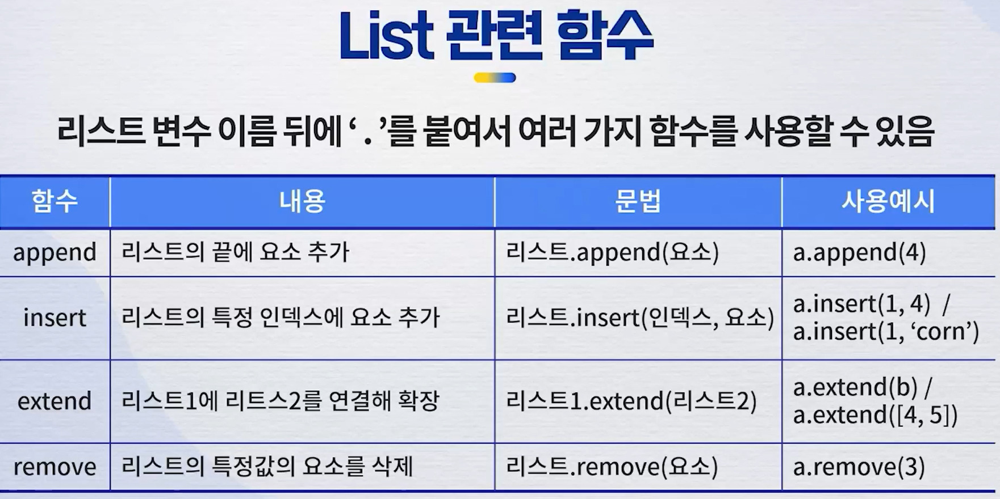 List 관련 함수
리스트 변수 이름 뒤에 ‘ . ’를 붙여서 여러 가지 함수를 사용할 수 있음
함수 내용 문법 사용예시
append 리스트의 끝에 요소 추가 리스트.append(요소) a.append(4)
insert 리스트의 특정 인덱스에 요소 추가 리스트.insert(인덱스, 요소) a.insert(1, 4) /
a.insert(1, ‘corn’)
extend 리스트1에 리트스2를 연결해 확장 리스트1.extend(리스트2) a.extend(b) /
a.extend([4, 5])
remove 리스트의 특정값의 요소를 삭제 리스트.remove(요소) a.remove(3)